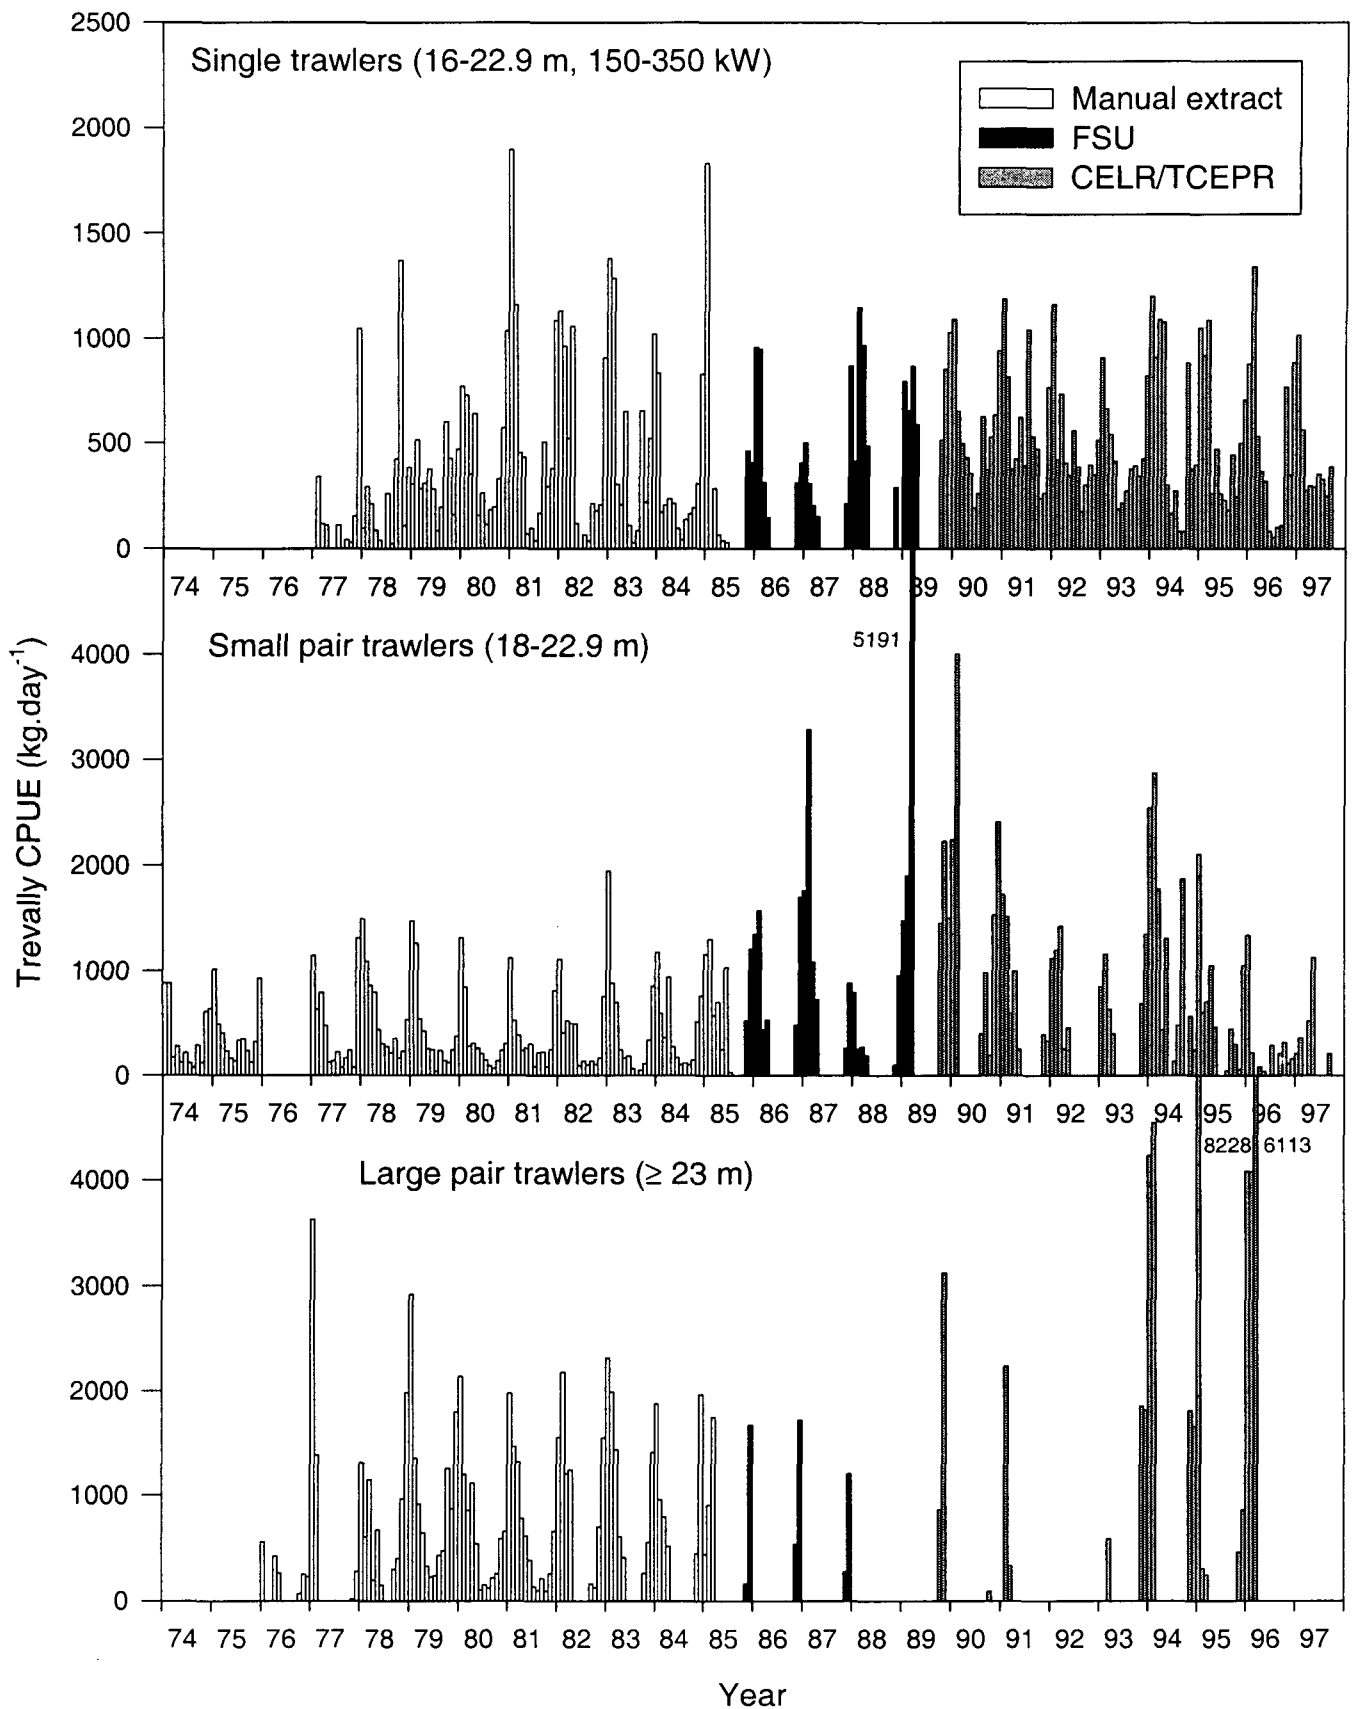 2500
Single trawlers (16-22.9 m, 150-350 kW)
Manual extract
FSU
CELR/TCEPR
2000
1500
1000
500
0
74 75 76 77 78 79 80 81 82 83 84 85 86 87 88 89 90 91 92 93 94 95 96 97
Trevally CPUE (kg.day-1)
Small pair trawlers (18-22.9 m)
5191
4000
3000
2000
1000
0
74 75 76 77 78 79 80 81 82 83 84 85 86 87 88 89 90 91 92 93 94 95 96 97
8228 6113
Large pair trawlers (≥ 23 m)
4000
3000
2000
1000
0
74 75 76 77 78 79 80 81 82 83 84 85 86 87 88 89 90 91 92 93 94 95 96 97
Year